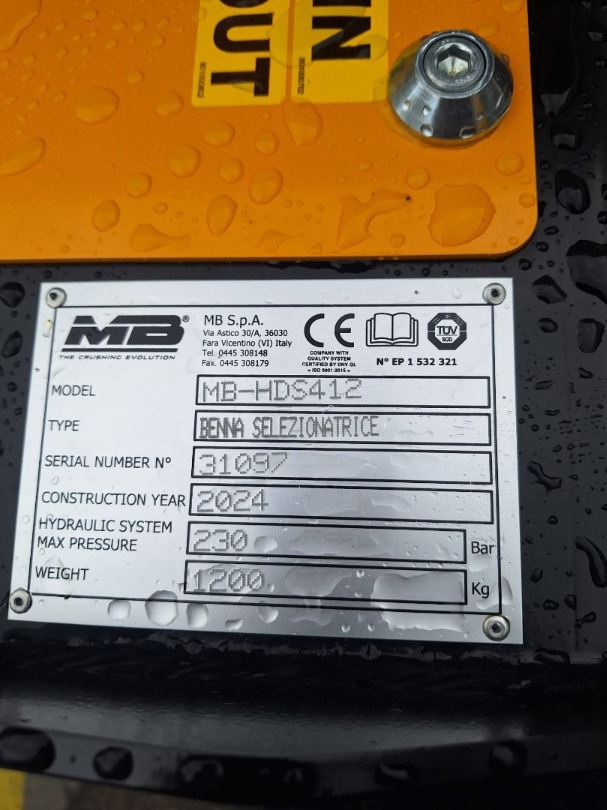 IN
OUT
MB®
THE CRUSHING EVOLUTION
MB S.p.A.
Via Astico 30/A, 36030
Fara Vicentino (VI) Italy
Tel. 0445 308148
Fax. 0445 308179
CE
COMPANY WITH
QUALITY SYSTEM
CERTIFIED BY DNV GL
= ISO 9001:2015 =
TÜV
SÜD
N° EP 1 532 321
MODEL MB-HDS412
TYPE BENNA SELEZIONATRICE
SERIAL NUMBER N° 31097
CONSTRUCTION YEAR 2024
HYDRAULIC SYSTEM
MAX PRESSURE 230 Bar
WEIGHT 1200 Kg